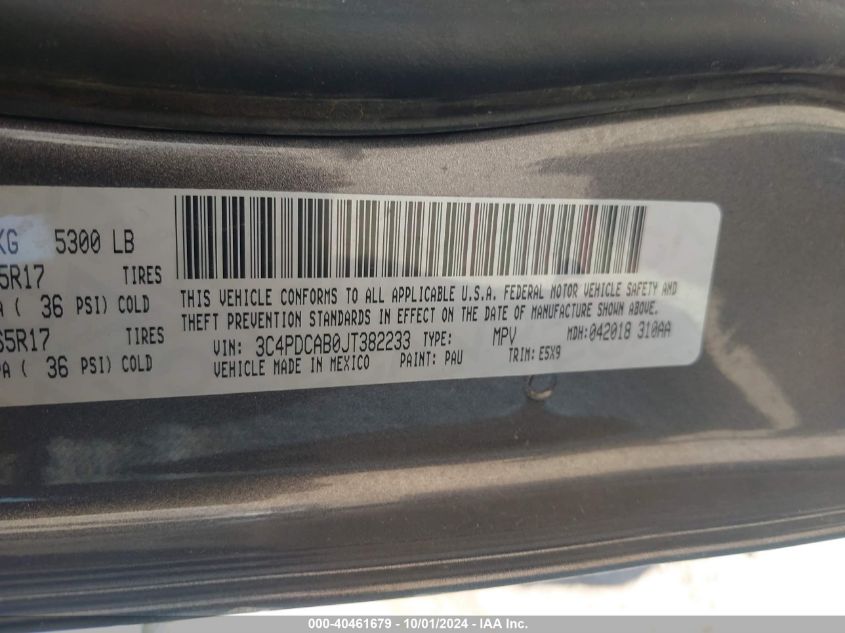 KG 5300 LB
5R17 TIRES
A ( 36 PSI) COLD
5R17 TIRES
PA ( 36 PSI) COLD
THIS VEHICLE CONFORMS TO ALL APPLICABLE U.S.A. FEDERAL MOTOR VEHICLE SAFETY AND
THEFT PREVENTION STANDARDS IN EFFECT ON THE DATE OF MANUFACTURE SHOWN ABOVE.
VIN: 3C4PDCAB0JT382233 TYPE: MPV MDH:042018 310AA
VEHICLE MADE IN MEXICO PAINT: PAU TRIM: E5X9
000-40461679 - 10/01/2024 - IAA Inc.